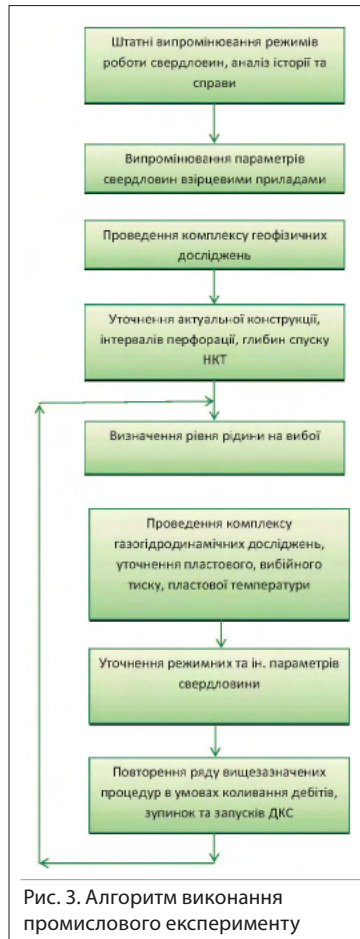 Штатні випромінювання режимів
роботи свердловин, аналіз історії та
справи
Випромінювання параметрів
свердловин взірцевими приладами
Проведення комплексу геофізичних
досліджень
Уточнення актуальної конструкції,
інтервалів перфорації, глибин спуску
НКТ
Визначення рівня рідини на вибої
Проведення комплексу
газогідродинамічних досліджень,
уточнення пластового, вибійного
тиску, пластової температури
Уточнення режимних та ін. параметрів
свердловини
Повторення ряду вищезазначених
процедур в умовах коливання дебітів,
зупинок та запусків ДКС
Рис. 3. Алгоритм виконання
промислового експерименту